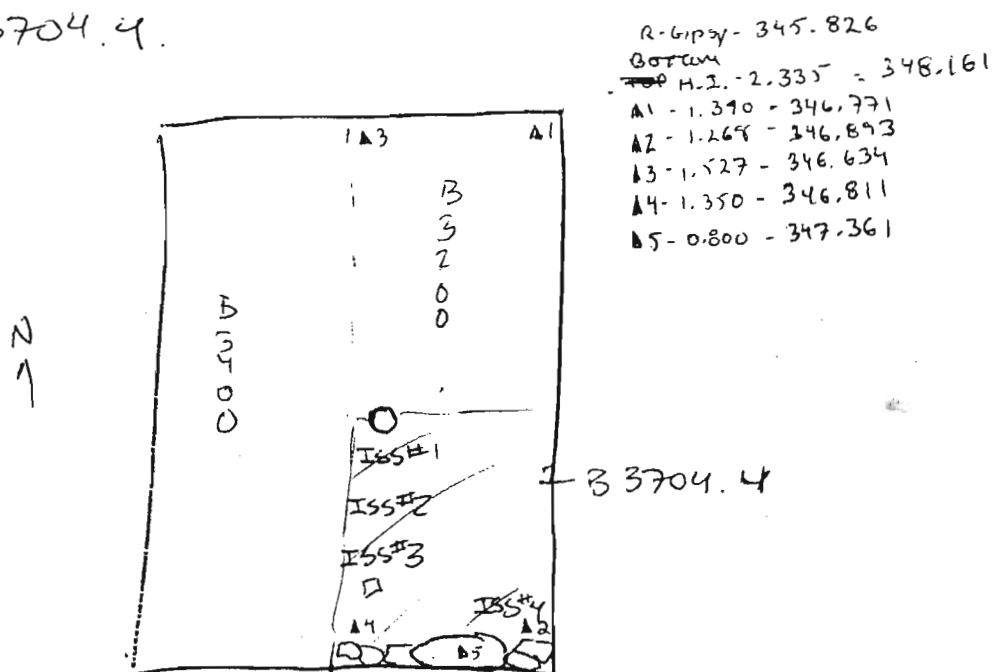 3704.4.
R-Gipsy - 345.826
Bottom
H.I. - 2.335 = 348.161
▲1 - 1.390 - 346.771
▲2 - 1.268 - 346.893
▲3 - 1.527 - 346.634
▲4 - 1.350 - 346.811
▲5 - 0.800 - 347.361
1 ▲3
▲1
B
3
2
0
0
B
3
4
0
0
N
ISS#1
ISS#2
ISS#3
ISS#4
B 3704.4
▲4
▲2
▲5